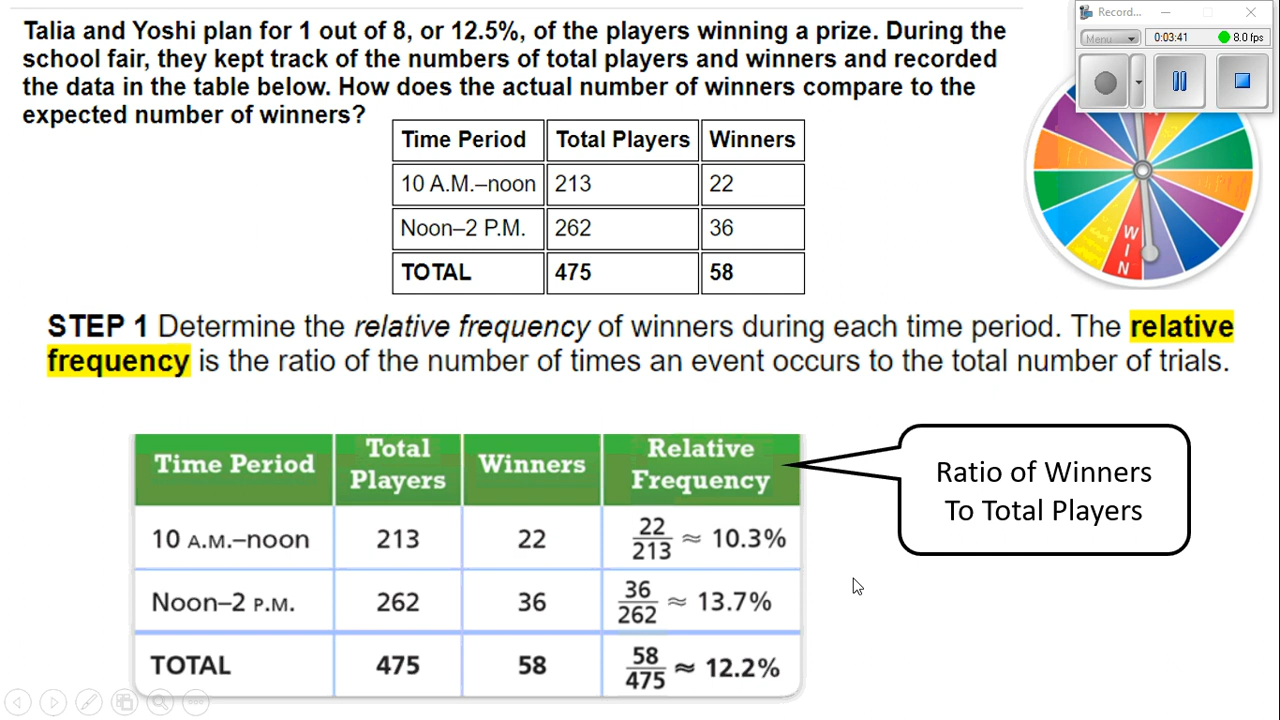 Talia and Yoshi plan for 1 out of 8, or 12.5%, of the players winning a prize. During the
school fair, they kept track of the numbers of total players and winners and recorded
the data in the table below. How does the actual number of winners compare to the
expected number of winners?
Record...
Menu
0:03:41
8.0 fps
Time Period Total Players Winners
10 A.M.–noon 213 22
Noon–2 P.M. 262 36
TOTAL 475 58
WIN
STEP 1 Determine the relative frequency of winners during each time period. The relative
frequency is the ratio of the number of times an event occurs to the total number of trials.
Time Period Total Players Winners Relative Frequency
10 A.M.–noon 213 22 22/213 ≈ 10.3%
Noon–2 P.M. 262 36 36/262 ≈ 13.7%
TOTAL 475 58 58/475 ≈ 12.2%
Ratio of Winners
To Total Players